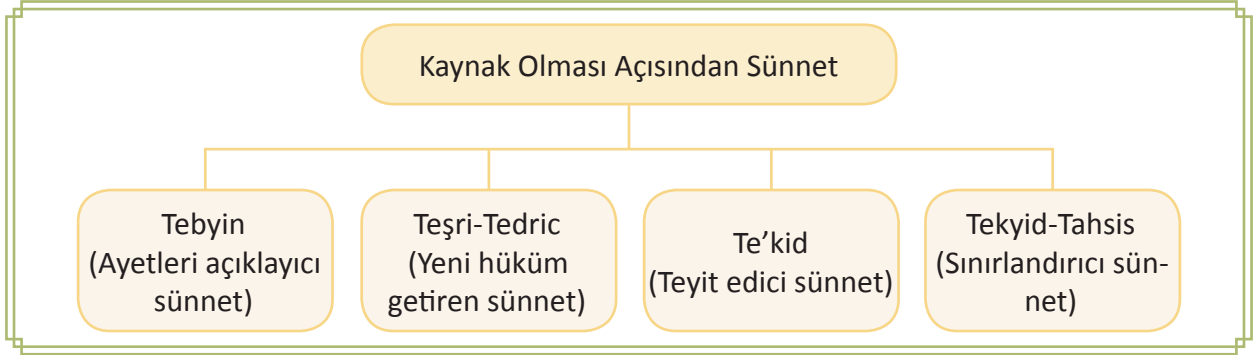 Kaynak Olması Açısından Sünnet
Tebyin
(Ayetleri açıklayıcı
sünnet)
Teşri-Tedric
(Yeni hüküm
getiren sünnet)
Te’kid
(Teyit edici sünnet)
Tekyid-Tahsis
(Sınırlandırıcı sün-
net)